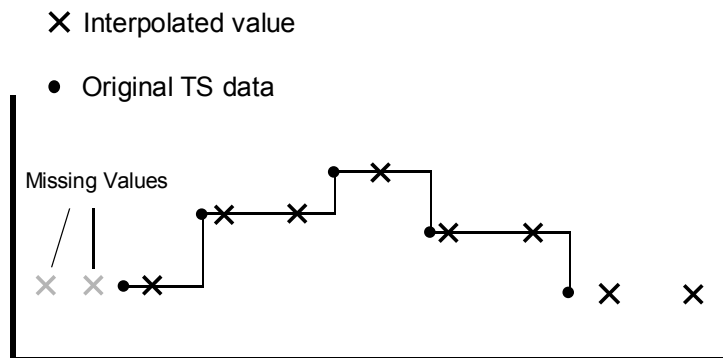 Interpolated value
Original TS data
Missing Values